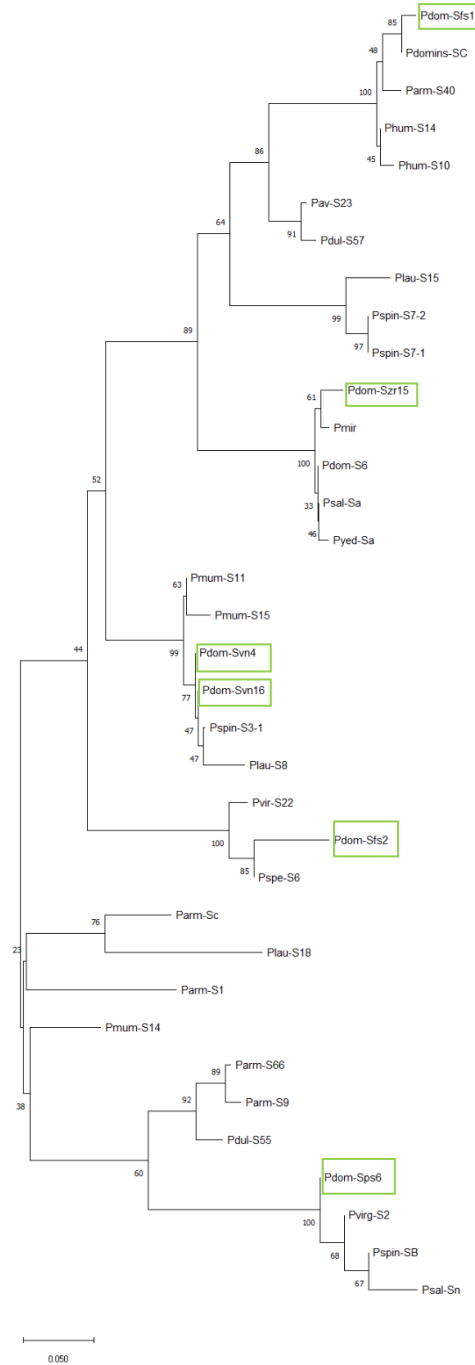 85
Pdom-Sfs1
48
Pdomins-SC
100
Parm-S40
Phum-S14
86
45
Phum-S10
64
Pav-S23
91
Pdul-S57
89
Plau-S15
99
Pspin-S7-2
97
Pspin-S7-1
61
Pdom-Szr15
Pmir
100
Pdom-S6
52
33
Psal-Sa
46
Pyed-Sa
63
Pmum-S11
Pmum-S15
44
99
Pdom-Svn4
77
Pdom-Svn16
47
Pspin-S3-1
47
Plau-S8
Pvir-S22
100
Pdom-Sfs2
85
Pspe-S6
76
Parm-Sc
23
Plau-S18
Parm-S1
Pmum-S14
38
89
Parm-S66
92
Parm-S9
Pdul-S55
60
Pdom-Sps6
100
Pvirg-S2
68
Pspin-SB
67
Psal-Sn
0.050